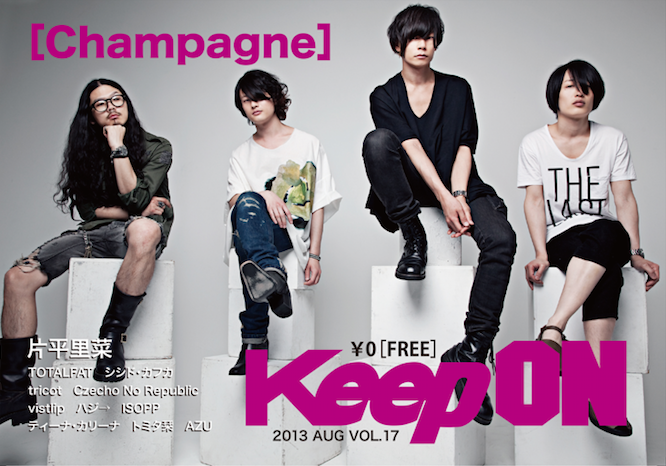 [Champagne]
THE
LAST
片平里菜
TOTALFAT シシド・カフカ
tricot Czecho No Republic
vistlip ハジ→ ISOPP
ティーナ・カリーナ トミタ栞 AZU
￥0[FREE]
Keep ON
2013 AUG VOL.17